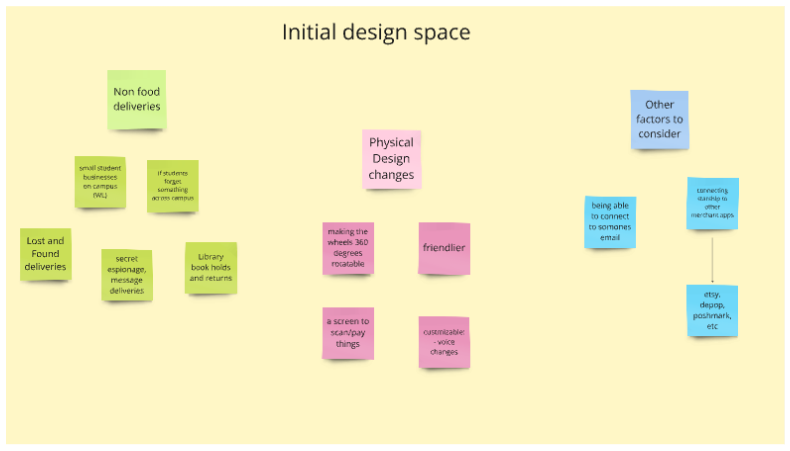 Initial design space
Non food
deliveries
small student
businesses
on campus
(WL)
if students
forget
something
across campus
Lost and
Found
deliveries
secret
espionage,
message
deliveries
Library
book holds
and returns
Physical
Design
changes
making the
wheels 360
degrees
rotatable
friendlier
a screen to
scan/pay
things
customizable:
- voice
changes
Other
factors to
consider
being able
to connect
to somones
email
connecting
starship to
other
merchant apps
etsy,
depop,
poshmark,
etc